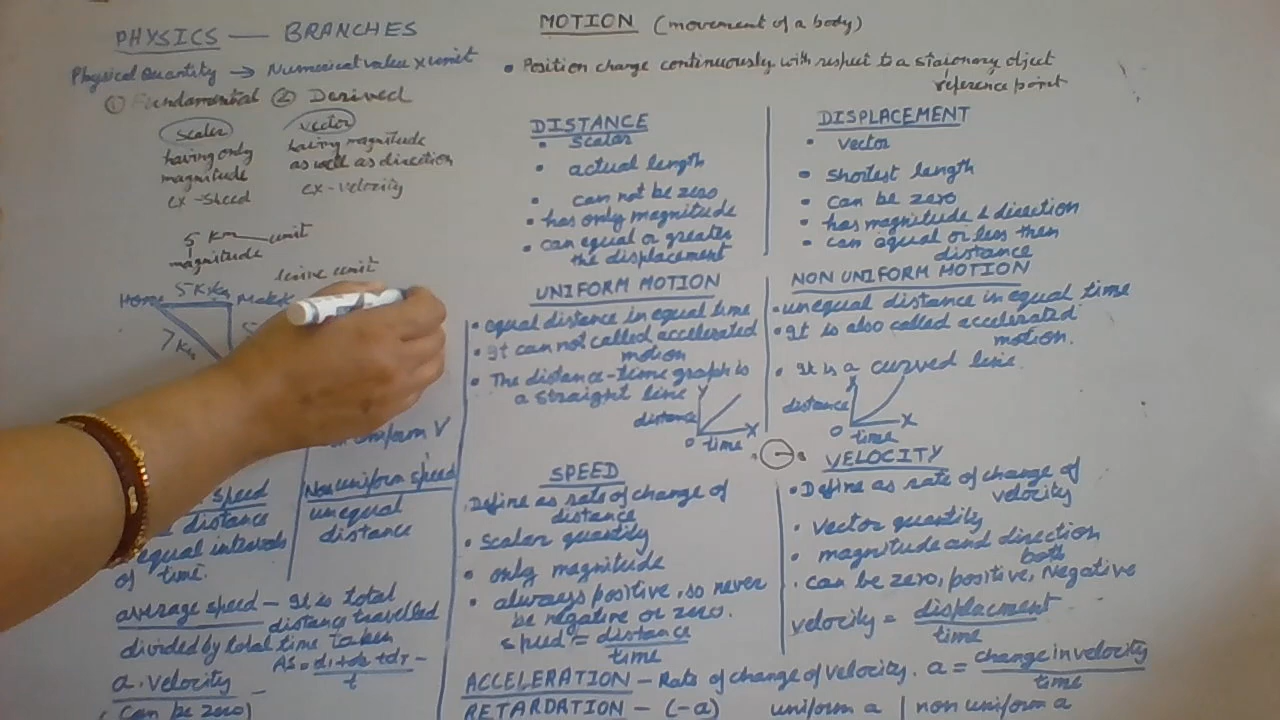 PHYSICS — BRANCHES
Physical Quantity → Numerical value x unit
① Fundamental ② Derived
scaler
having only
magnitude
ex - speed
vector
having magnitude
as well as direction
ex - velocity
5 Km unit
magnitude
Home 5 Km
7 Km
uniform V
speed
distance
equal intervals
of time.
Non uniform speed
unequal
distance
average speed - It is total
distance travelled
divided by total time taken
t
a. velocity
(can be zero)
MOTION (movement of a body)
• Position change continuously with respect to a stationary object
reference point
DISTANCE
• scalar
• actual length
• can not be zero
• has only magnitude
• can equal or greater
the displacement
DISPLACEMENT
• vector
• shortest length
• can be zero
• has magnitude & direction
• can equal or less then
distance
UNIFORM MOTION
• equal distance in equal time
• It can not called accelerated
motion
• The distance-time graph is
a straight line
Y
distance
O time X
NON UNIFORM MOTION
• unequal distance in equal time
• It is also called accelerated
motion.
• It is a curved line.
Y
distance
O time X
SPEED
. Define as rate of change of
distance
• Scalar quantity
• only magnitude
• always positive, so never
be negative or zero.
speed = distance
time
VELOCITY
• Define as rate of change of
velocity
• vector quantity
• magnitude and direction
both
. can be zero, positive, Negative
velocity = displacment
time
ACCELERATION - Rate of change of velocity. a = change in velocity
time
RETARDATION - (-a) uniform a | non uniform a